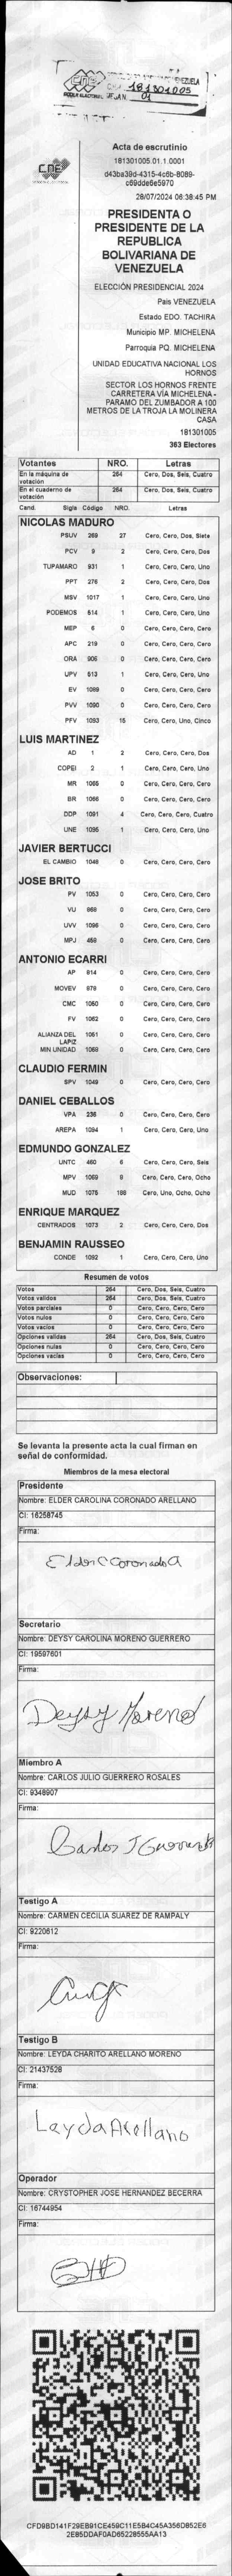 CNE
PODER ELECTORAL
181301005
01
CNE
Acta de escrutinio
181301005.01.1.0001
d43ba39d-4315-4c6b-8089-
c69dde6e5970
28/07/2024 06:38:45 PM
PRESIDENTA O
PRESIDENTE DE LA
REPUBLICA
BOLIVARIANA DE
VENEZUELA
ELECCIÓN PRESIDENCIAL 2024
Pais VENEZUELA
Estado EDO. TACHIRA
Municipio MP. MICHELENA
Parroquia PQ. MICHELENA
UNIDAD EDUCATIVA NACIONAL LOS
HORNOS
SECTOR LOS HORNOS FRENTE
CARRETERA VÍA MICHELENA -
PARAMO DEL ZUMBADOR A 100
METROS DE LA TROJA LA MOLINERA
CASA
181301005
363 Electores
Votantes NRO. Letras
En la máquina de votación 264 Cero, Dos, Seis, Cuatro
En el cuaderno de votación 264 Cero, Dos, Seis, Cuatro
Cand. Sigla Código NRO. Letras
NICOLAS MADURO
PSUV 269 27 Cero, Cero, Dos, Siete
PCV 9 2 Cero, Cero, Cero, Dos
TUPAMARO 931 1 Cero, Cero, Cero, Uno
PPT 276 2 Cero, Cero, Cero, Dos
MSV 1017 1 Cero, Cero, Cero, Uno
PODEMOS 514 1 Cero, Cero, Cero, Uno
MEP 6 0 Cero, Cero, Cero, Cero
APC 219 0 Cero, Cero, Cero, Cero
ORA 906 0 Cero, Cero, Cero, Cero
UPV 513 1 Cero, Cero, Cero, Uno
EV 1099 0 Cero, Cero, Cero, Cero
PVV 1090 0 Cero, Cero, Cero, Cero
PFV 1093 15 Cero, Cero, Uno, Cinco
LUIS MARTINEZ
AD 1 2 Cero, Cero, Cero, Dos
COPEI 2 1 Cero, Cero, Cero, Uno
MR 1065 0 Cero, Cero, Cero, Cero
BR 1066 0 Cero, Cero, Cero, Cero
DDP 1091 4 Cero, Cero, Cero, Cuatro
UNE 1095 1 Cero, Cero, Cero, Uno
JAVIER BERTUCCI
EL CAMBIO 1048 0 Cero, Cero, Cero, Cero
JOSE BRITO
PV 1053 0 Cero, Cero, Cero, Cero
VU 868 0 Cero, Cero, Cero, Cero
UVV 1096 0 Cero, Cero, Cero, Cero
MPJ 459 0 Cero, Cero, Cero, Cero
ANTONIO ECARRI
AP 814 0 Cero, Cero, Cero, Cero
MOVEV 878 0 Cero, Cero, Cero, Cero
CMC 1050 0 Cero, Cero, Cero, Cero
FV 1062 0 Cero, Cero, Cero, Cero
ALIANZA DEL LAPIZ 1051 0 Cero, Cero, Cero, Cero
MIN UNIDAD 1068 0 Cero, Cero, Cero, Cero
CLAUDIO FERMIN
SPV 1049 0 Cero, Cero, Cero, Cero
DANIEL CEBALLOS
VPA 236 0 Cero, Cero, Cero, Cero
AREPA 1094 1 Cero, Cero, Cero, Uno
EDMUNDO GONZALEZ
UNTC 460 6 Cero, Cero, Cero, Seis
MPV 1069 8 Cero, Cero, Cero, Ocho
MUD 1075 188 Cero, Uno, Ocho, Ocho
ENRIQUE MARQUEZ
CENTRADOS 1073 2 Cero, Cero, Cero, Dos
BENJAMIN RAUSSEO
CONDE 1092 1 Cero, Cero, Cero, Uno
Resumen de votos
Votos 264 Cero, Dos, Seis, Cuatro
Votos validos 264 Cero, Dos, Seis, Cuatro
Votos parciales 0 Cero, Cero, Cero, Cero
Votos nulos 0 Cero, Cero, Cero, Cero
Votos vacios 0 Cero, Cero, Cero, Cero
Opciones validas 264 Cero, Dos, Seis, Cuatro
Opciones nulas 0 Cero, Cero, Cero, Cero
Opciones vacias 0 Cero, Cero, Cero, Cero
Observaciones:
Se levanta la presente acta la cual firman en
señal de conformidad.
Miembros de la mesa electoral
Presidente
Nombre: ELDER CAROLINA CORONADO ARELLANO
CI: 16258745
Firma:
Elder C Coronado A
Secretario
Nombre: DEYSY CAROLINA MORENO GUERRERO
CI: 19597601
Firma:
Deysy Moreno
Miembro A
Nombre: CARLOS JULIO GUERRERO ROSALES
CI: 9346907
Firma:
Carlos J Guerrero
Testigo A
Nombre: CARMEN CECILIA SUAREZ DE RAMPALY
CI: 9220612
Firma:
Testigo B
Nombre: LEYDA CHARITO ARELLANO MORENO
CI: 21437528
Firma:
Leyda Arellano
Operador
Nombre: CRYSTOPHER JOSE HERNANDEZ BECERRA
CI: 16744954
Firma:
CFD9BD141F29EB91CE459C11E5B4C45A356D852E6
2E85DDAF0AD65228555AA13